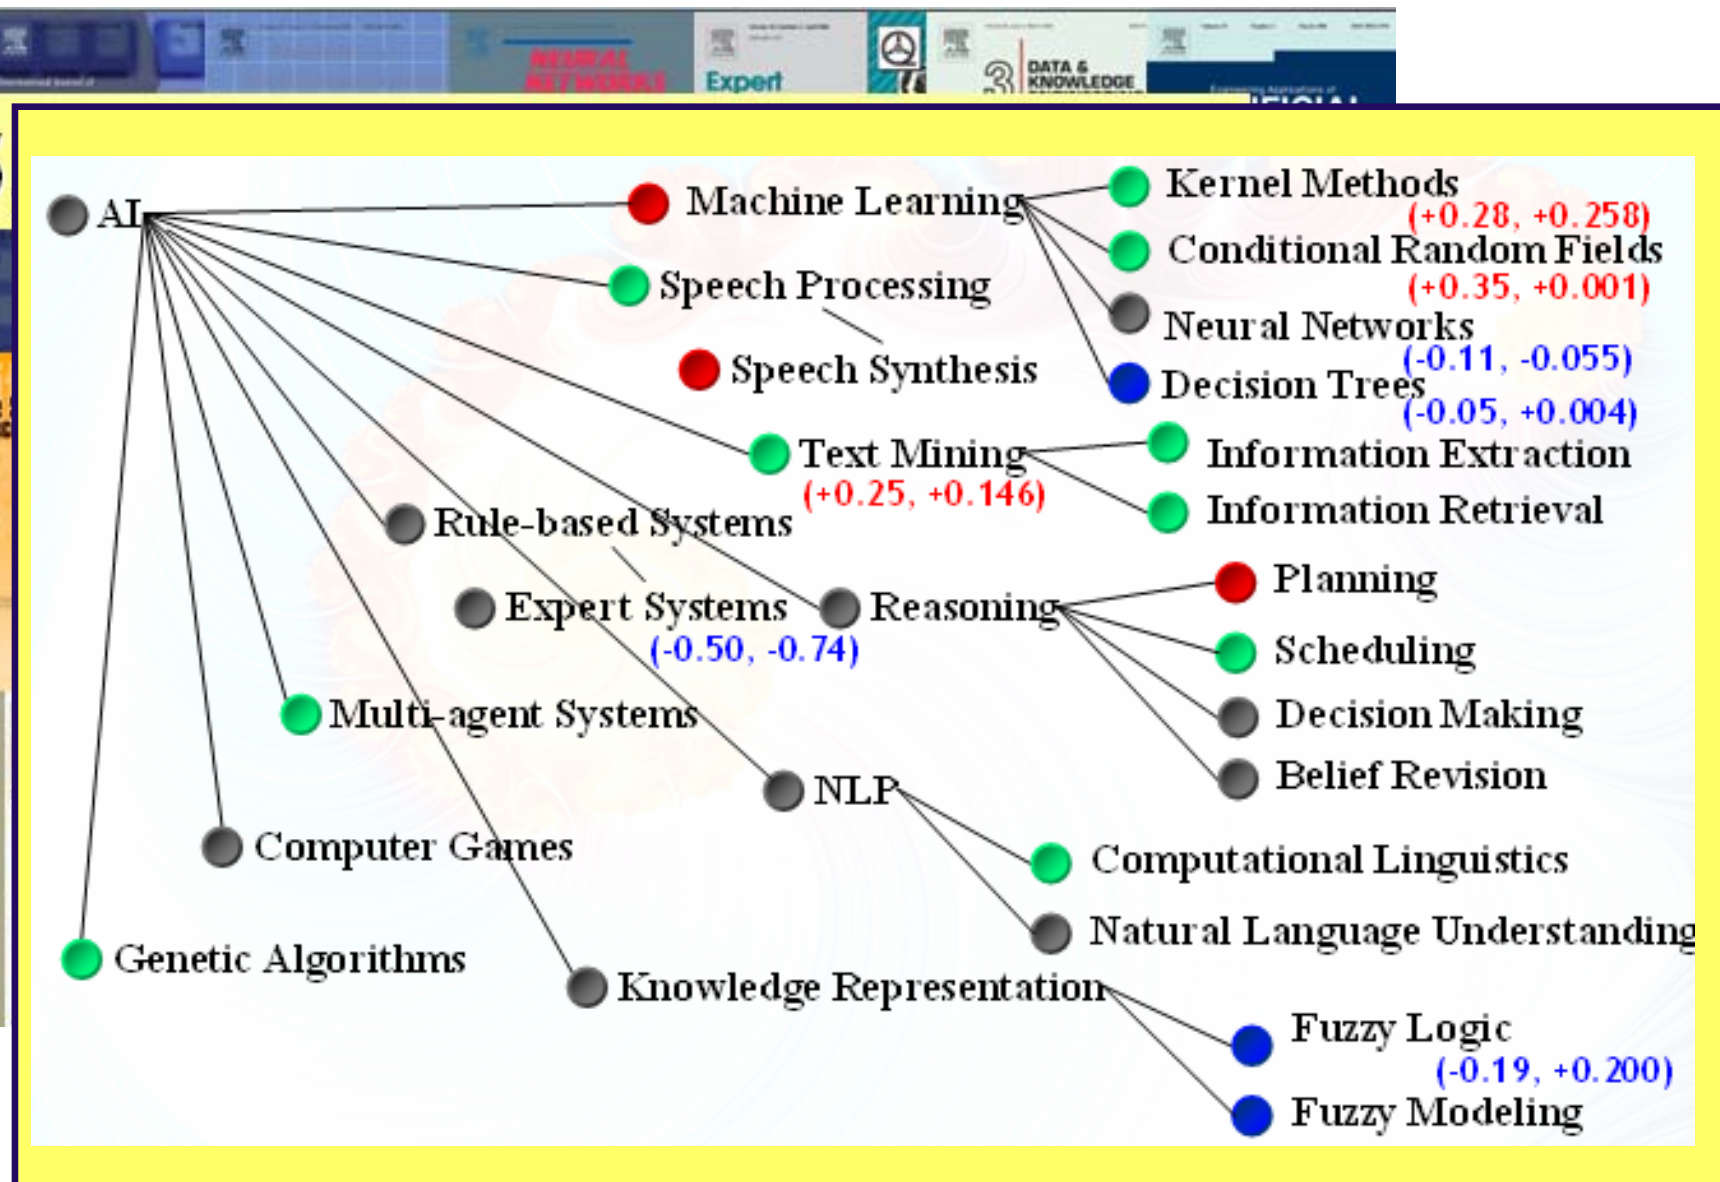 NEURAL
NETWORKS
Expert
DATA &
KNOWLEDGE
Engineering Applications of
AI
Machine Learning
Kernel Methods
(+0.28, +0.258)
Conditional Random Fields
(+0.35, +0.001)
Speech Processing
Neural Networks
(-0.11, -0.055)
Speech Synthesis
Decision Trees
(-0.05, +0.004)
Text Mining
(+0.25, +0.146)
Information Extraction
Information Retrieval
Rule-based Systems
Expert Systems
(-0.50, -0.74)
Reasoning
Planning
Scheduling
Decision Making
Belief Revision
Multi-agent Systems
NLP
Computer Games
Computational Linguistics
Natural Language Understanding
Genetic Algorithms
Knowledge Representation
Fuzzy Logic
(-0.19, +0.200)
Fuzzy Modeling